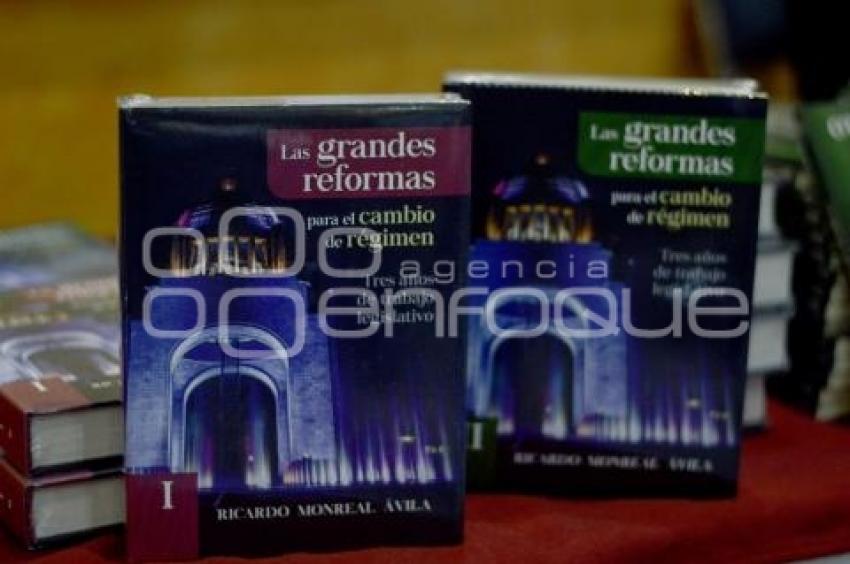 Las grandes
reformas
para el cambio
de régimen
Tres años
de trabajo
legislativo
I
RICARDO MONREAL ÁVILA
Las grandes
reformas
para el cambio
de régimen
Tres años
de trabajo
legislativo
I
RICARDO MONREAL ÁVILA
agencia
enfoque
I